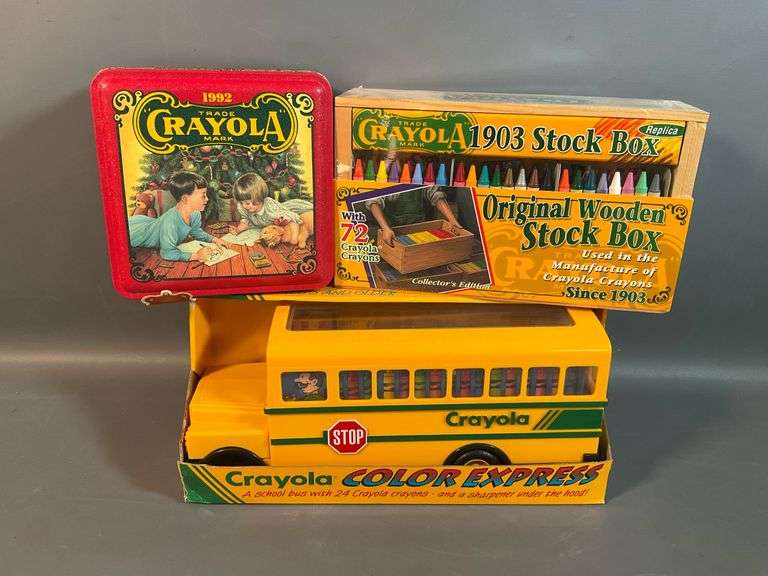 1992
TRADE
"CRAYOLA"
MARK
TRADE
"CRAYOLA"
MARK
1903 Stock Box
Replica
With
72
Crayola
Crayons
Collector's Edition
Original Wooden
Stock Box
Used in the
Manufacture of
Crayola Crayons
Since 1903
Crayola
STOP
Crayola COLOR EXPRESS
A school bus with 24 Crayola crayons - and a sharpener under the hood!